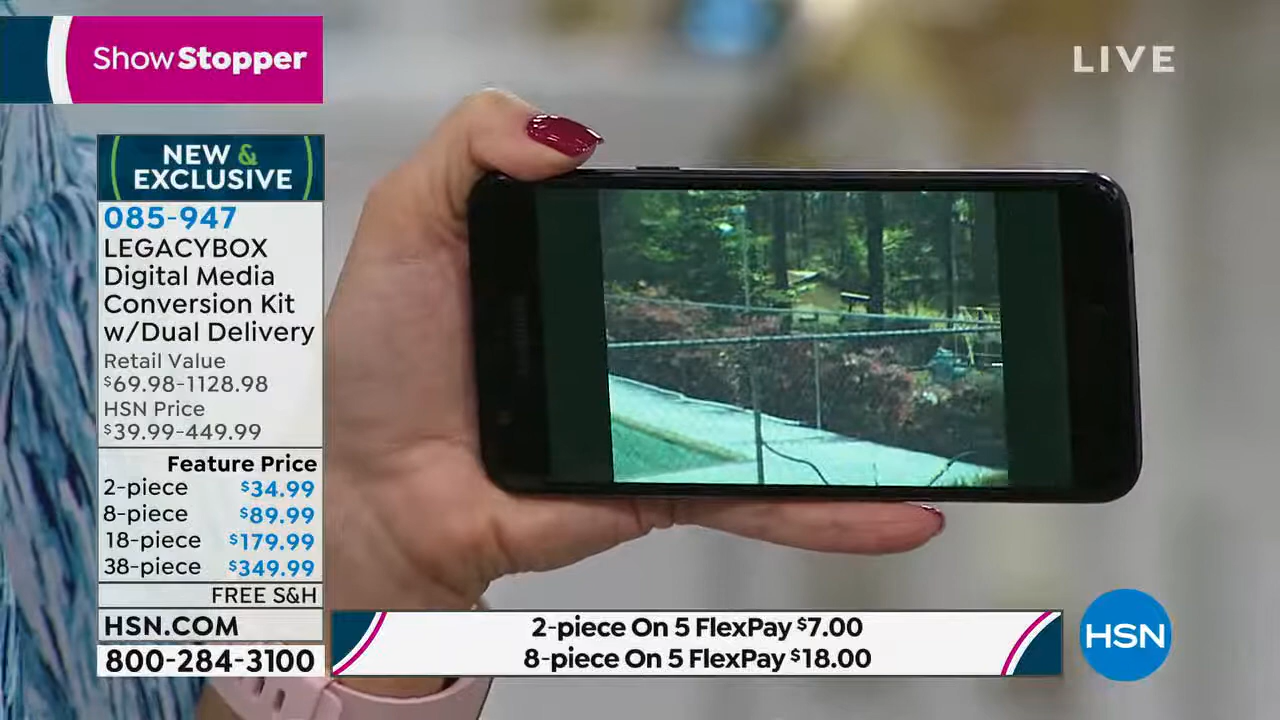 ShowStopper
LIVE
NEW &
EXCLUSIVE
085-947
LEGACYBOX
Digital Media
Conversion Kit
w/Dual Delivery
Retail Value
$69.98-1128.98
HSN Price
$39.99-449.99
Feature Price
2-piece $34.99
8-piece $89.99
18-piece $179.99
38-piece $349.99
FREE S&H
HSN.COM
800-284-3100
2-piece On 5 FlexPay $7.00
8-piece On 5 FlexPay $18.00
HSN